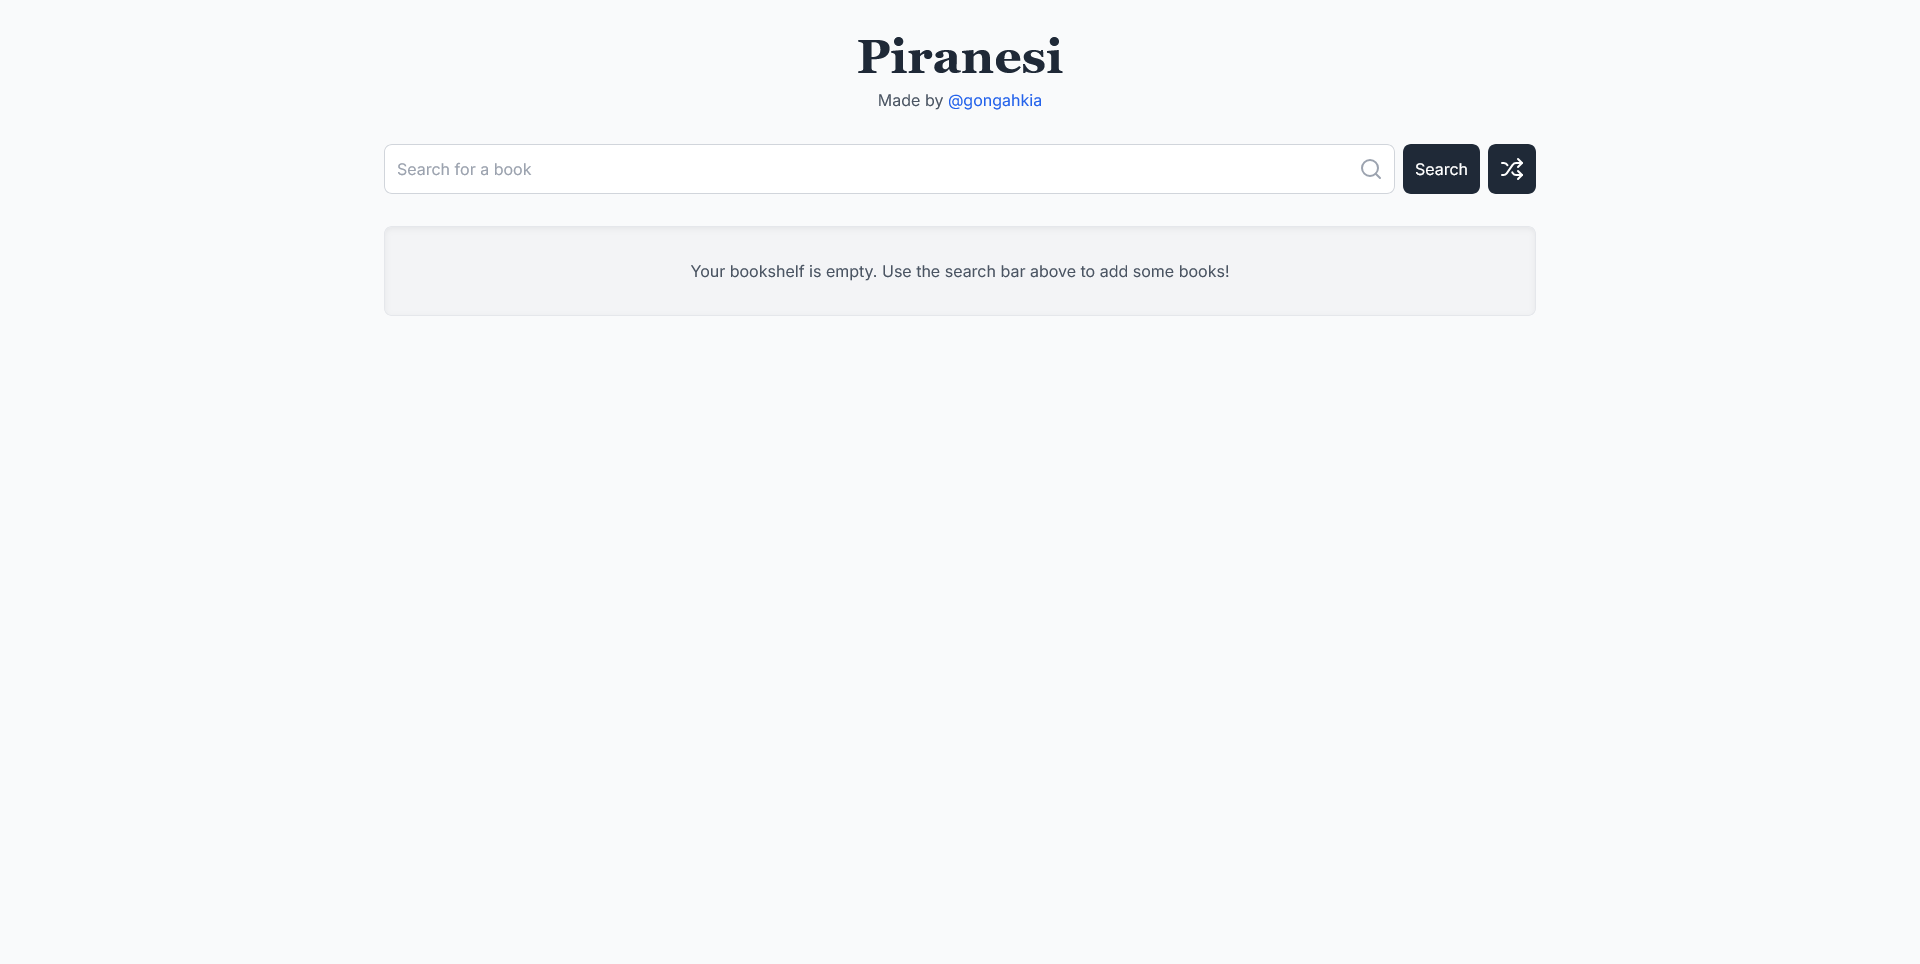 Piranesi
Made by @gongahkia
Search for a book
Search
Your bookshelf is empty. Use the search bar above to add some books!